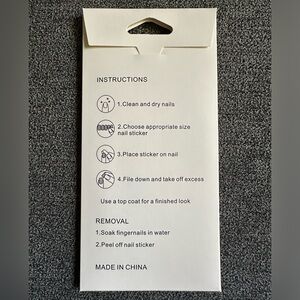 INSTRUCTIONS
1.Clean and dry nails
2.Choose appropriate size
nail sticker
3.Place sticker on nail
4.File down and take off excess
Use a top coat for a finished look
REMOVAL
1.Soak fingernails in water
2.Peel off nail sticker
MADE IN CHINA